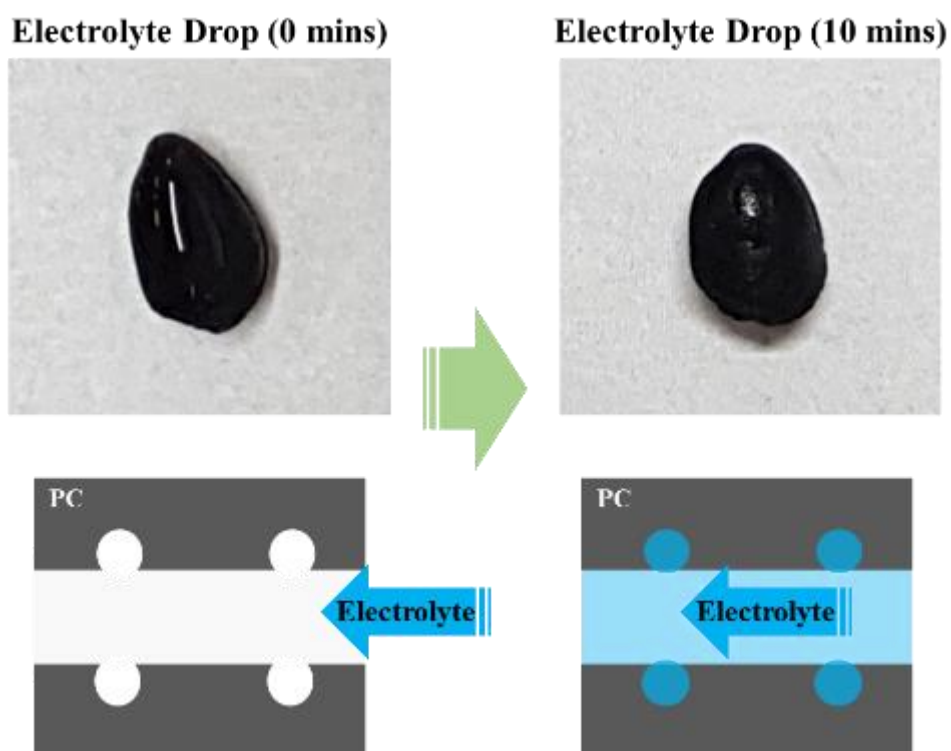 Electrolyte Drop (0 mins)
Electrolyte Drop (10 mins)
PC
Electrolyte
PC
Electrolyte